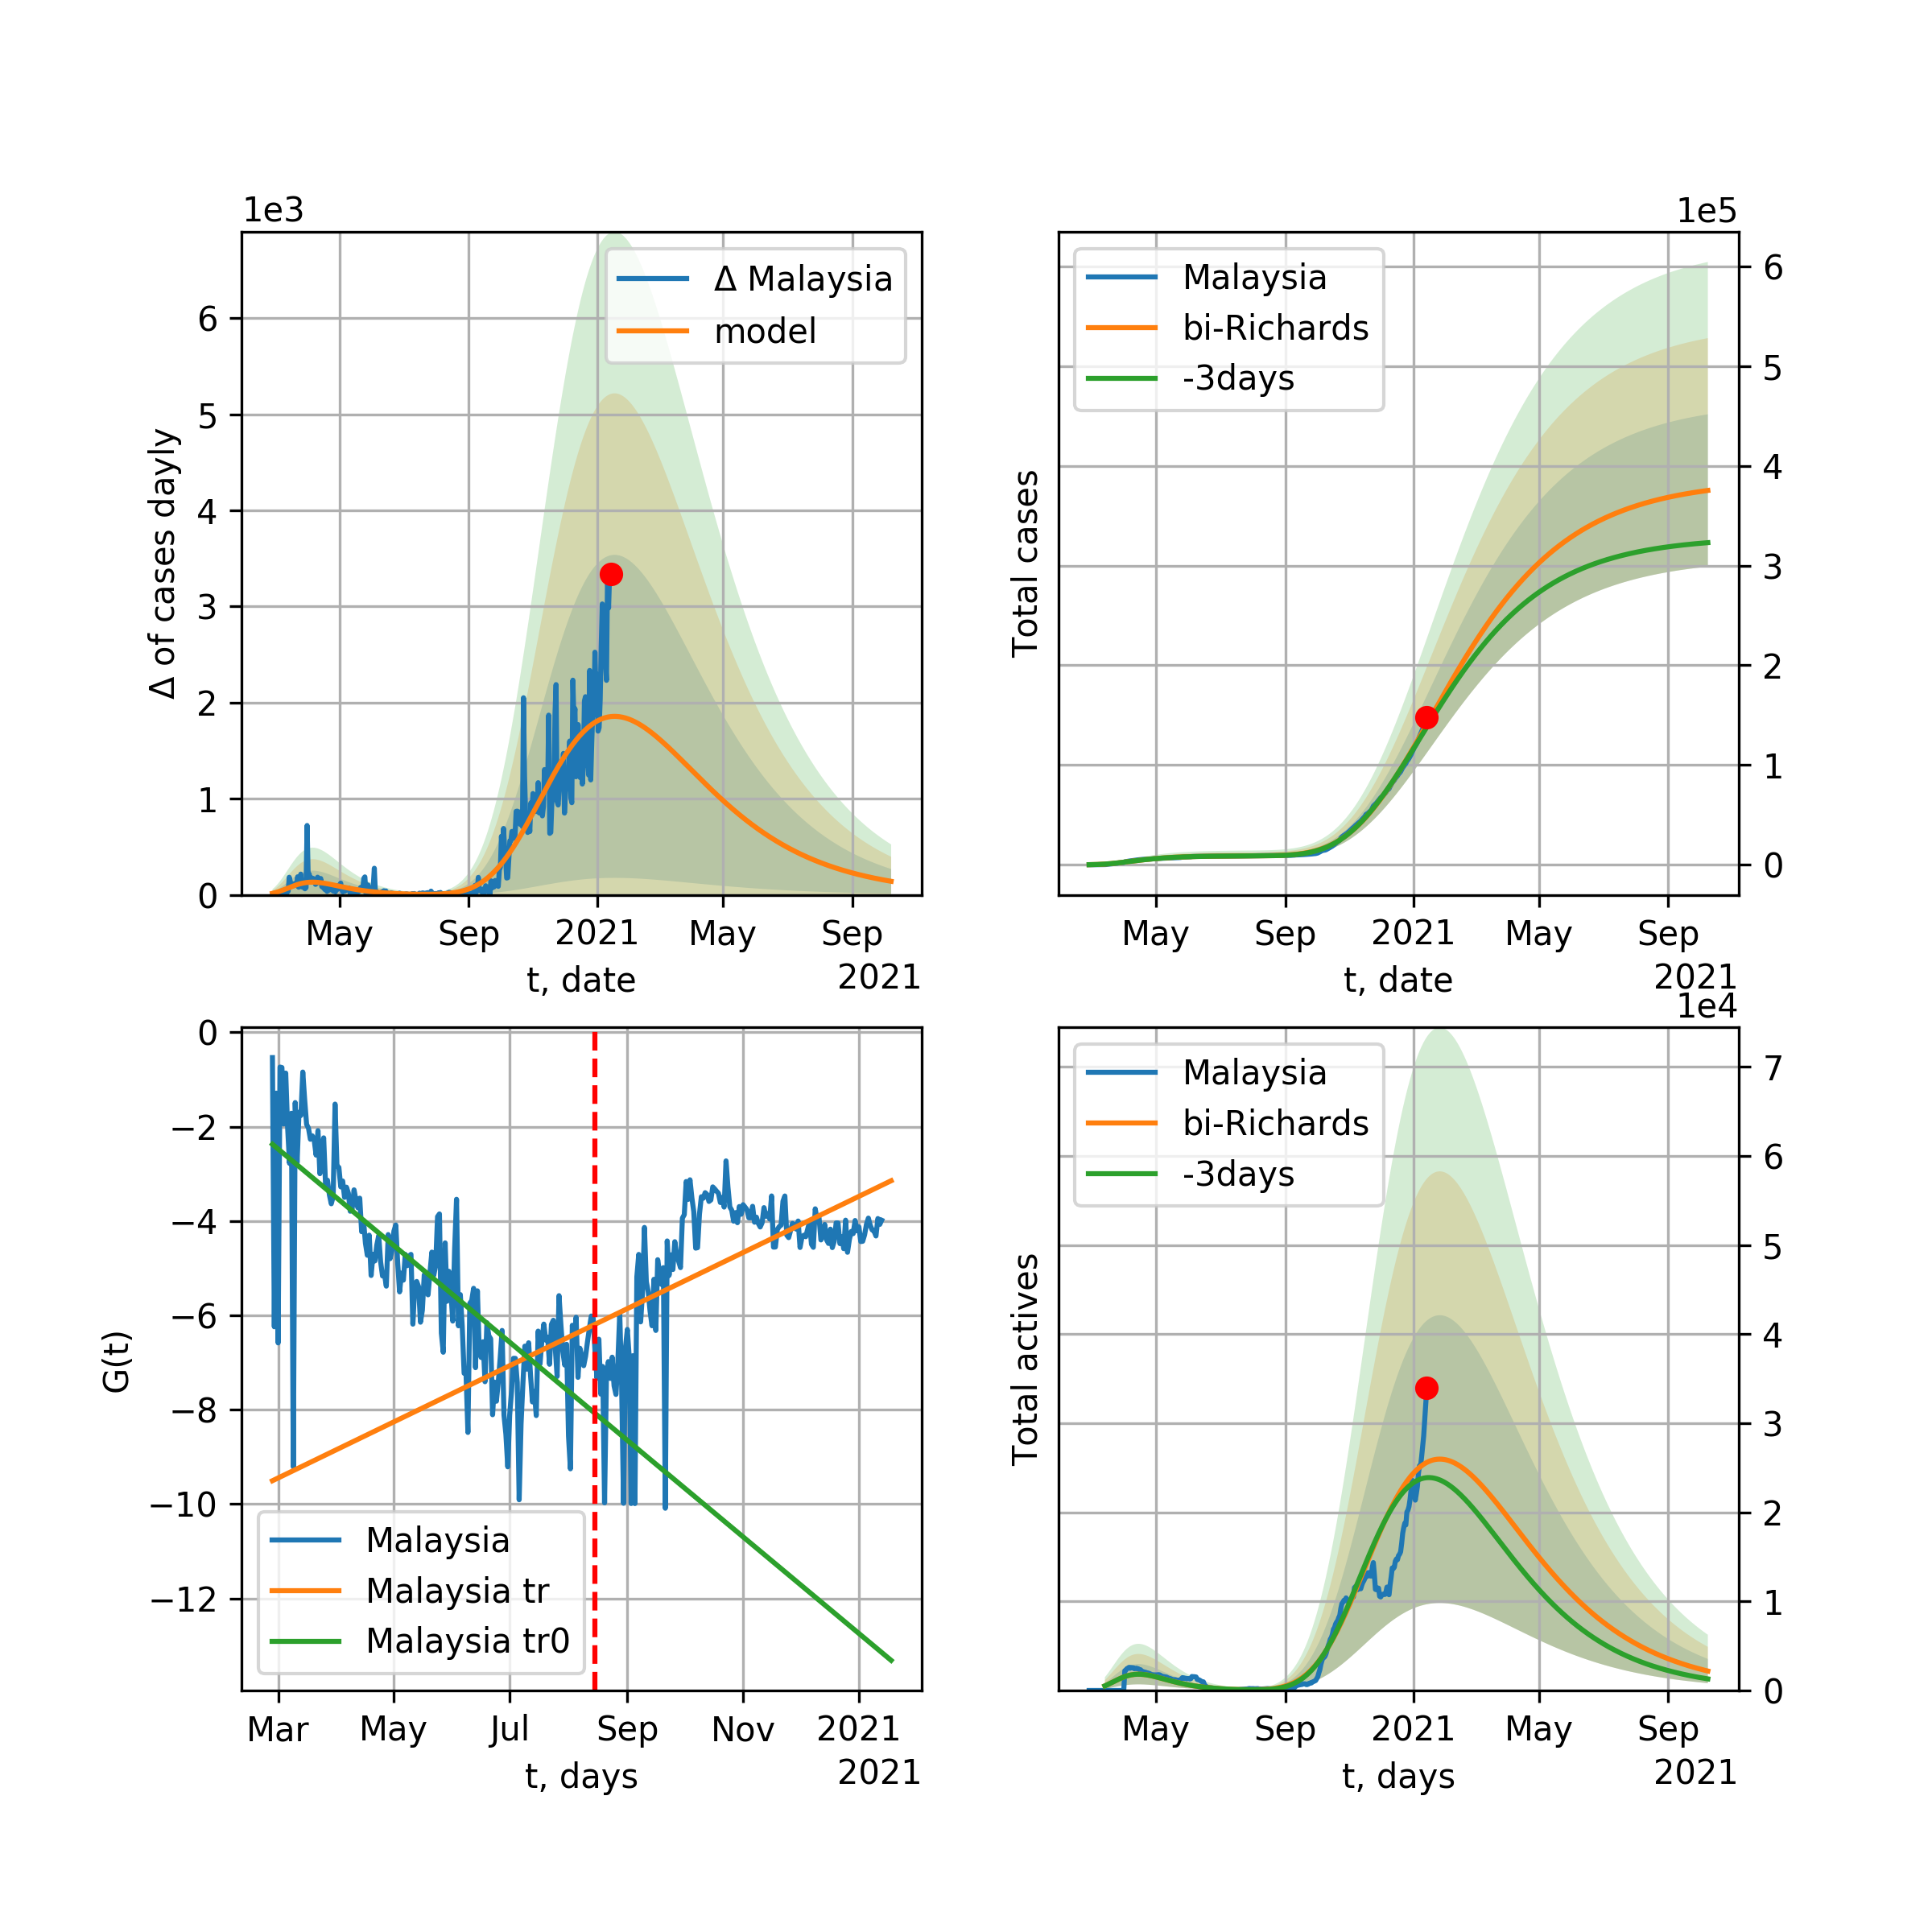 1e3
Δ Malaysia
model
6
5
4
3
2
1
0
Δ of cases dayly
May
Sep
2021
May
Sep
t, date
2021
1e5
Malaysia
bi-Richards
-3days
6
5
4
3
2
1
0
Total cases
May
Sep
2021
May
Sep
t, date
2021
0
−2
−4
−6
−8
−10
−12
G(t)
Malaysia
Malaysia tr
Malaysia tr0
Mar
May
Jul
Sep
Nov
2021
t, days
2021
1e4
Malaysia
bi-Richards
-3days
7
6
5
4
3
2
1
0
Total actives
May
Sep
2021
May
Sep
t, days
2021